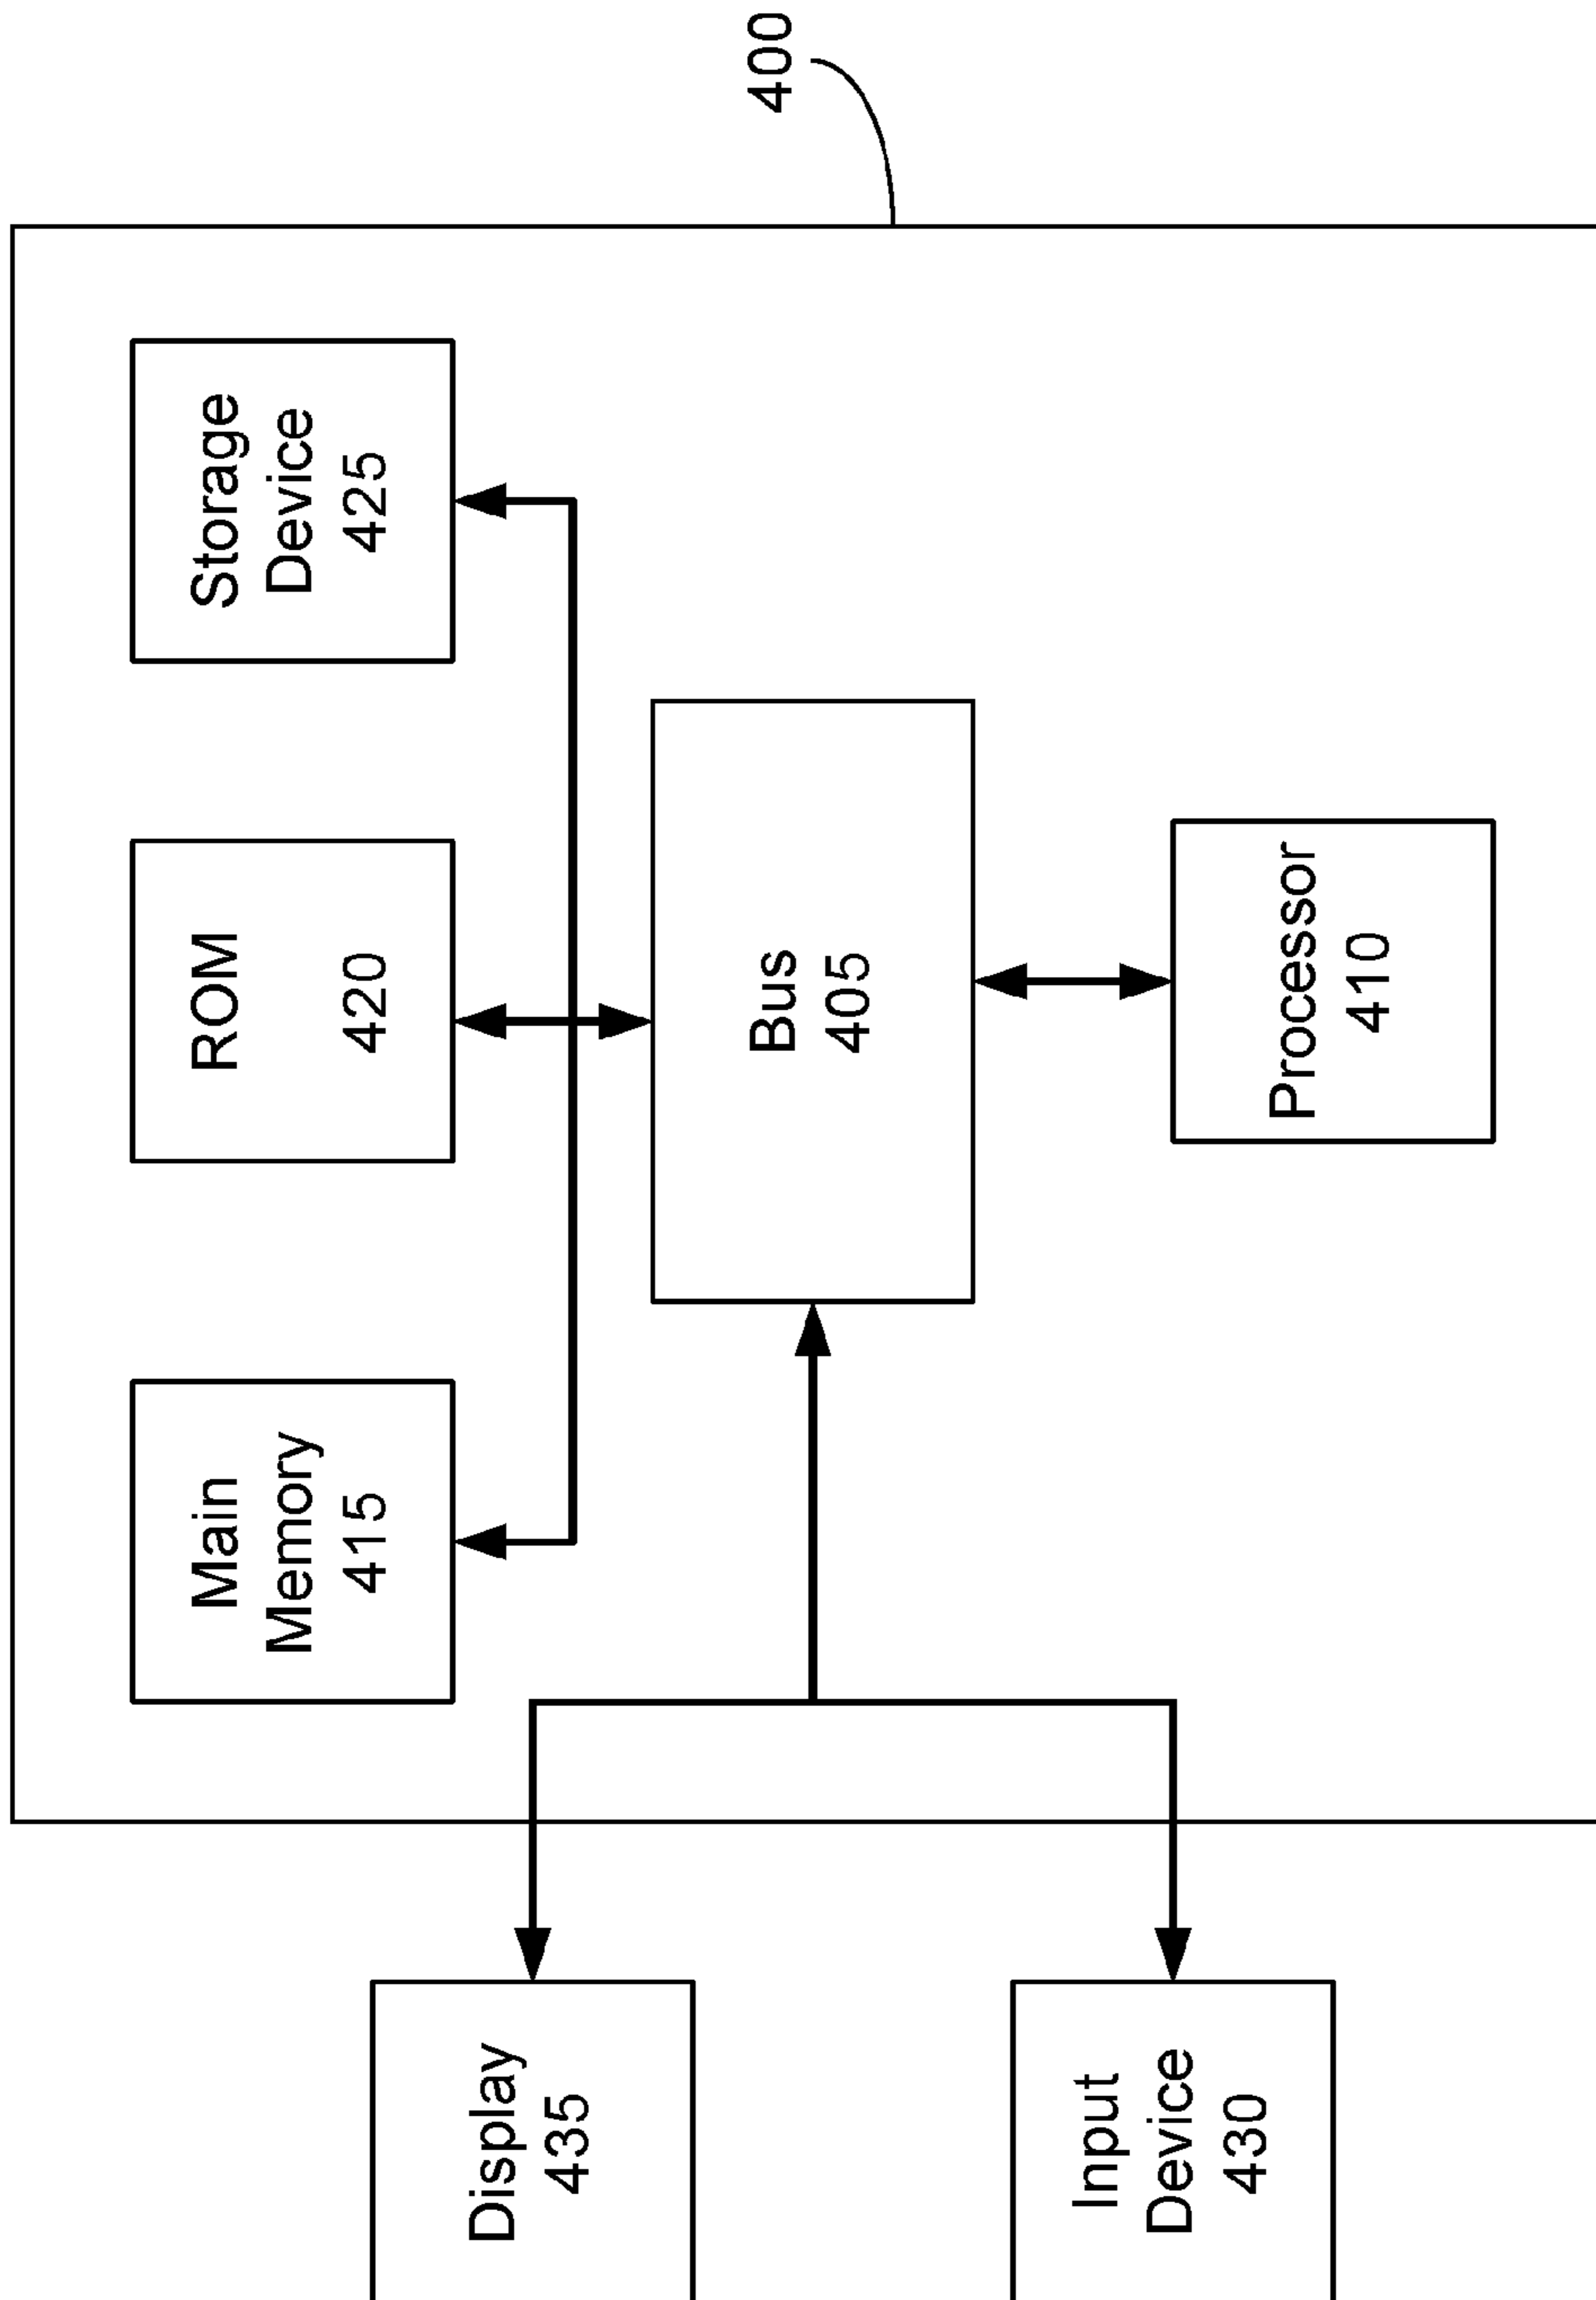 400
Main
Memory
415
ROM
420
Storage
Device
425
Display
435
Bus
405
Input
Device
430
Processor
410